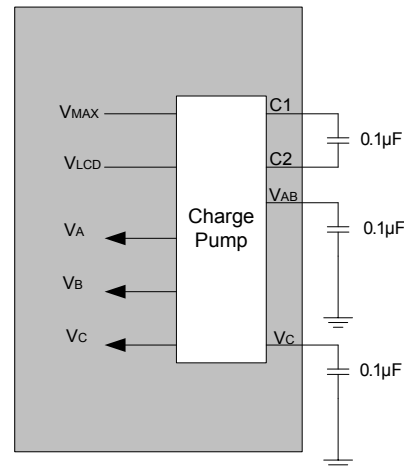 VMAX
C1
0.1µF
VLCD
C2
VAB
Charge
Pump
VA
0.1µF
VB
VC
VC
0.1µF